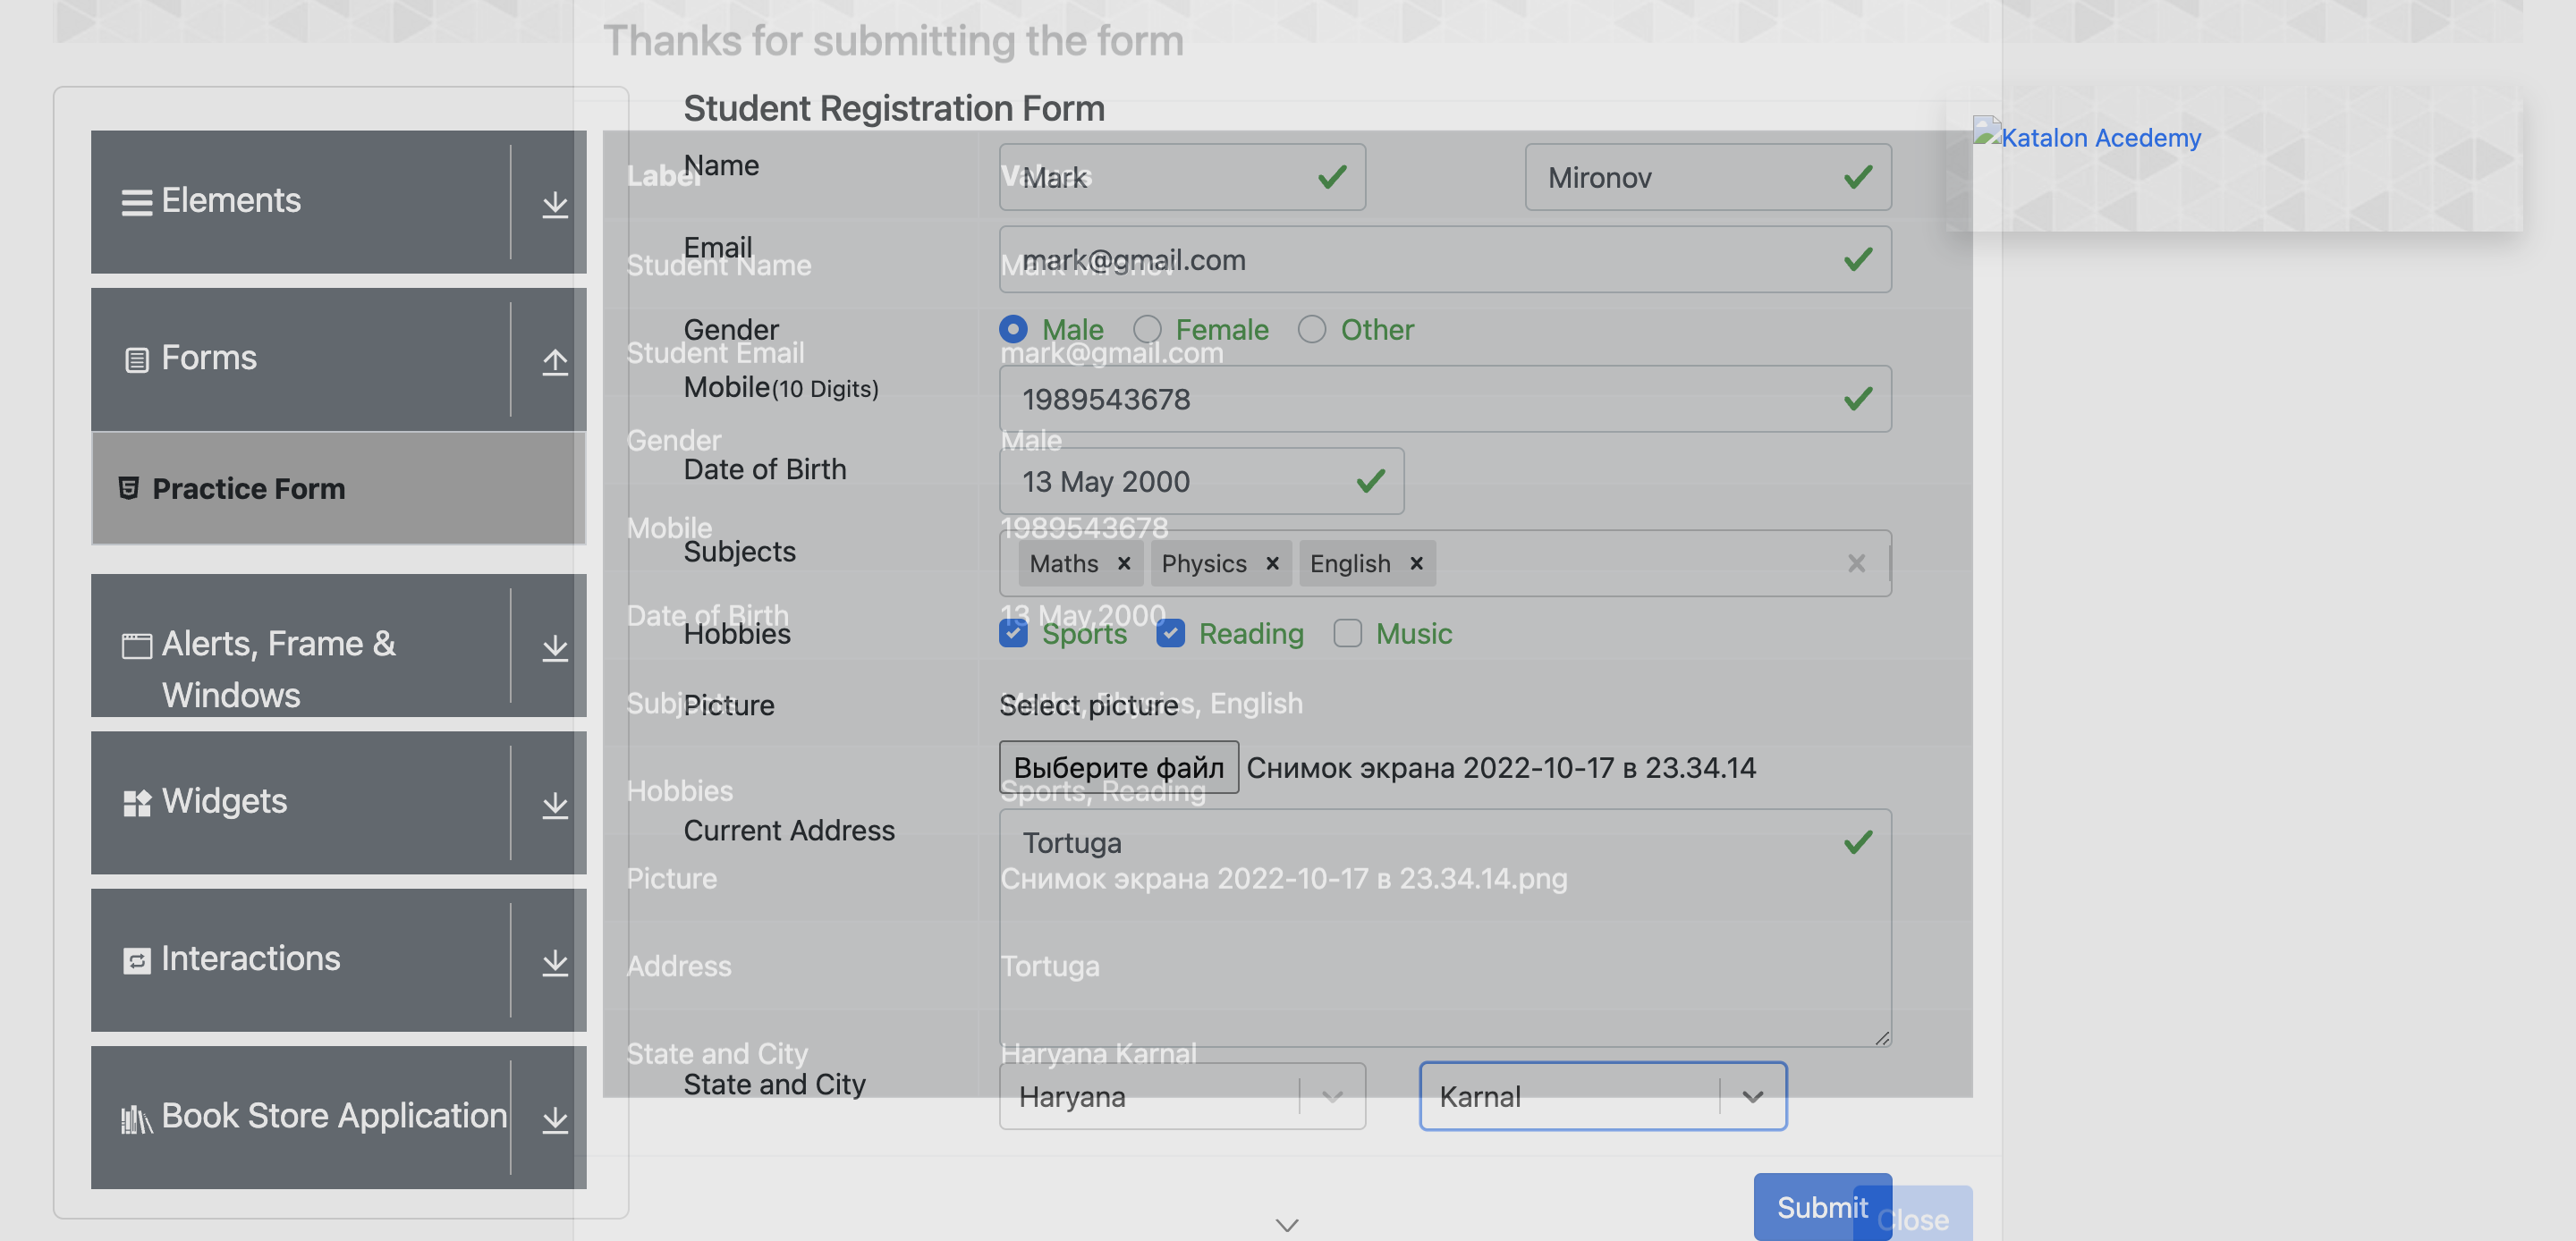 Thanks for submitting the form
Elements
Forms
Practice Form
Alerts, Frame &
Windows
Widgets
Interactions
Book Store Application
Student Registration Form
Name
Mark
Mironov
Email
mark@gmail.com
Gender
Male Female Other
Mobile(10 Digits)
1989543678
Date of Birth
13 May 2000
Subjects
Maths × Physics × English ×
Hobbies
Sports Reading Music
Picture
Select picture
Выберите файл Снимок экрана 2022-10-17 в 23.34.14
Current Address
Tortuga
State and City
Haryana
Karnal
Submit
Label Values
Student Name Mark Mironov
Student Email mark@gmail.com
Gender Male
Mobile 1989543678
Date of Birth 13 May,2000
Subjects Maths, Physics, English
Hobbies Sports, Reading
Picture Снимок экрана 2022-10-17 в 23.34.14.png
Address Tortuga
State and City Haryana Karnal
Close
Katalon Acedemy